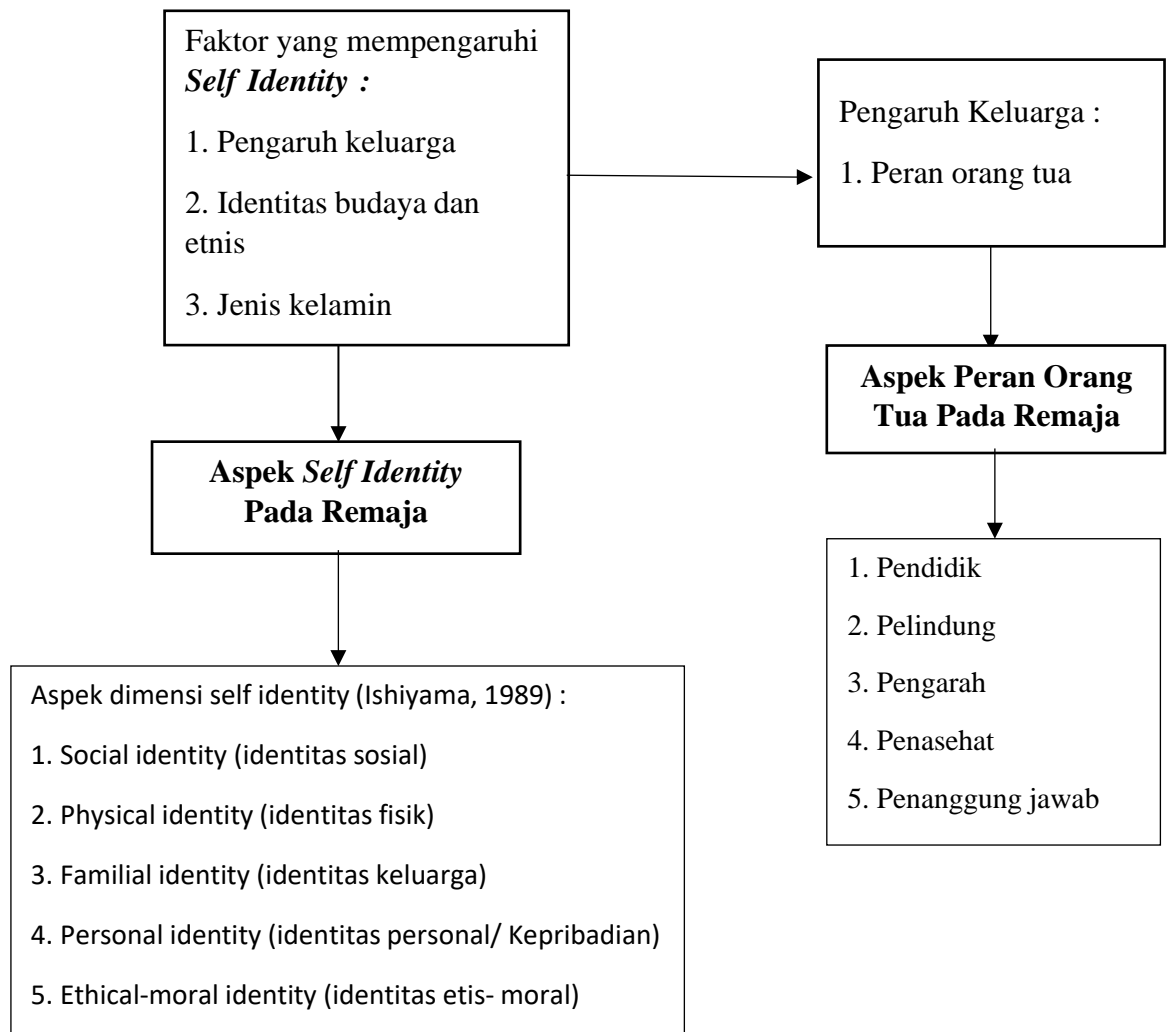 Faktor yang mempengaruhi
Self Identity :
1. Pengaruh keluarga
2. Identitas budaya dan
etnis
3. Jenis kelamin
Pengaruh Keluarga :
1. Peran orang tua
Aspek Self Identity
Pada Remaja
Aspek Peran Orang
Tua Pada Remaja
Aspek dimensi self identity (Ishiyama, 1989) :
1. Social identity (identitas sosial)
2. Physical identity (identitas fisik)
3. Familial identity (identitas keluarga)
4. Personal identity (identitas personal/ Kepribadian)
5. Ethical-moral identity (identitas etis- moral)
1. Pendidik
2. Pelindung
3. Pengarah
4. Penasehat
5. Penanggung jawab